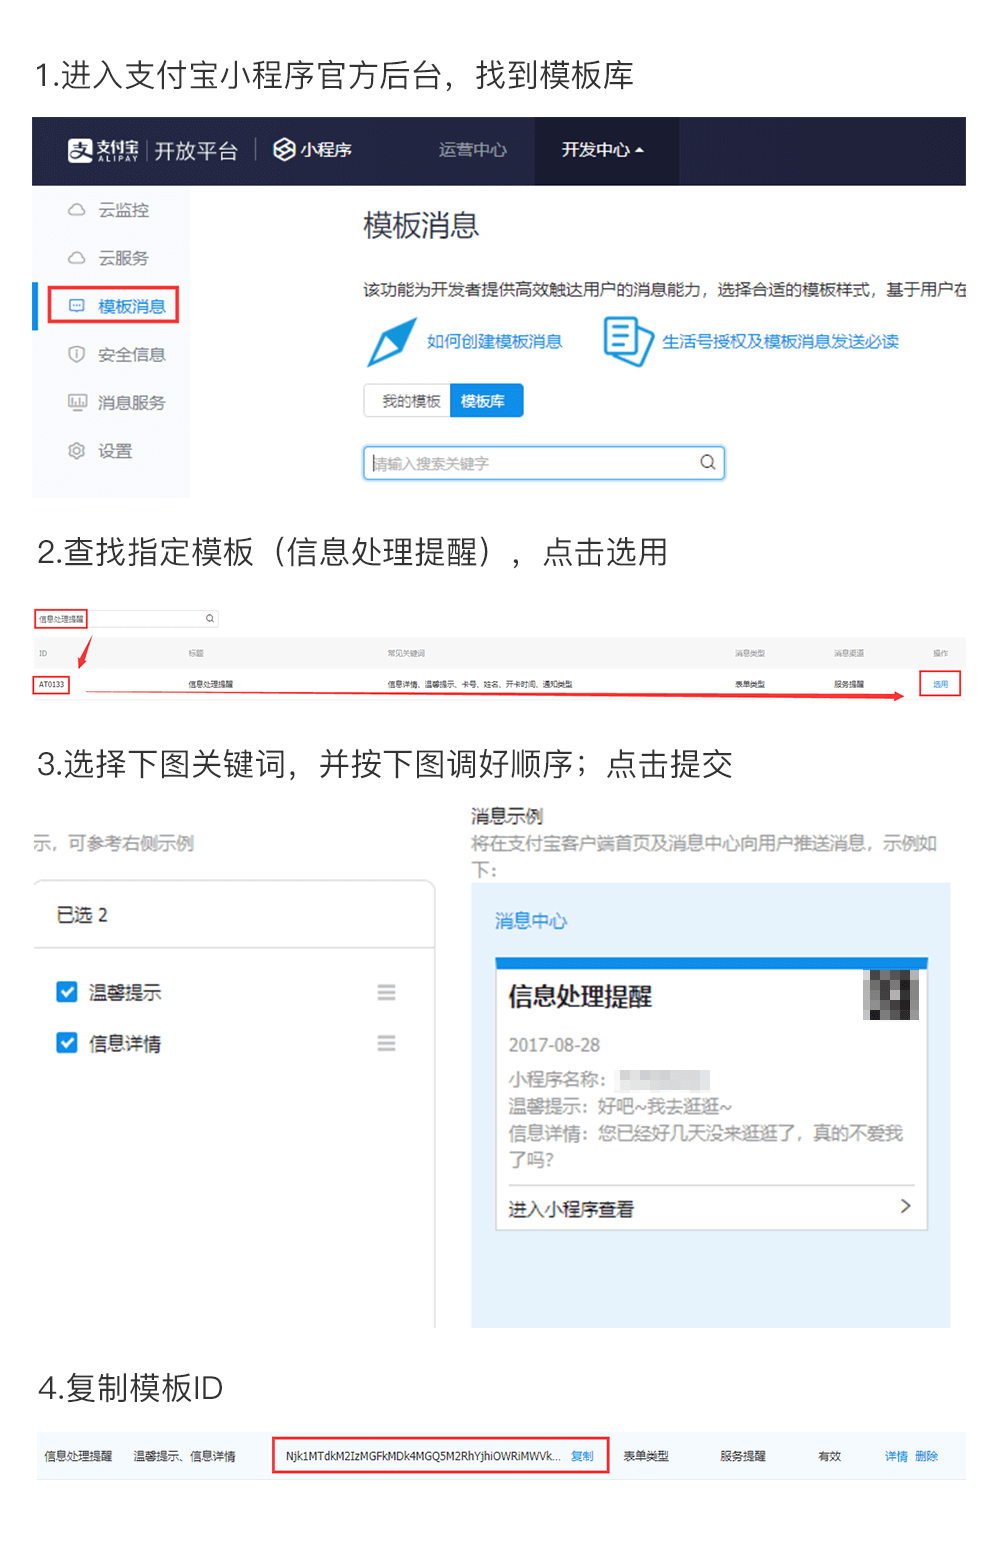 1.进入支付宝小程序官方后台，找到模板库
支付宝 ALIPAY 开放平台 小程序 运营中心 开发中心
云监控
模板消息
云服务
该功能为开发者提供高效触达用户的消息能力，选择合适的模板样式，基于用户在
模板消息
如何创建模板消息 生活号授权及模板消息发送必读
安全信息
我的模板 模板库
消息服务
设置
请输入搜索关键字
2.查找指定模板（信息处理提醒），点击选用
信息处理提醒
ID 标题 常见关键词 消息类型 消息渠道 操作
AT0133 信息处理提醒 信息详情、温馨提示、卡号、姓名、开卡时间、通知类型 表单类型 服务提醒 选用
3.选择下图关键词，并按下图调好顺序；点击提交
消息示例
示，可参考右侧示例
将在支付宝客户端首页及消息中心向用户推送消息，示例如
下：
已选 2
消息中心
温馨提示
信息详情
信息处理提醒
2017-08-28
小程序名称：
温馨提示：好吧~我去逛逛~
信息详情：您已经好几天没来逛逛了，真的不爱我
了吗？
进入小程序查看
4.复制模板ID
信息处理提醒 温馨提示、信息详情 Njk1MTdkM2IzMGFkMDk4MGQ5M2RhYjhiOWRiMWVk... 复制 表单类型 服务提醒 有效 详情 删除